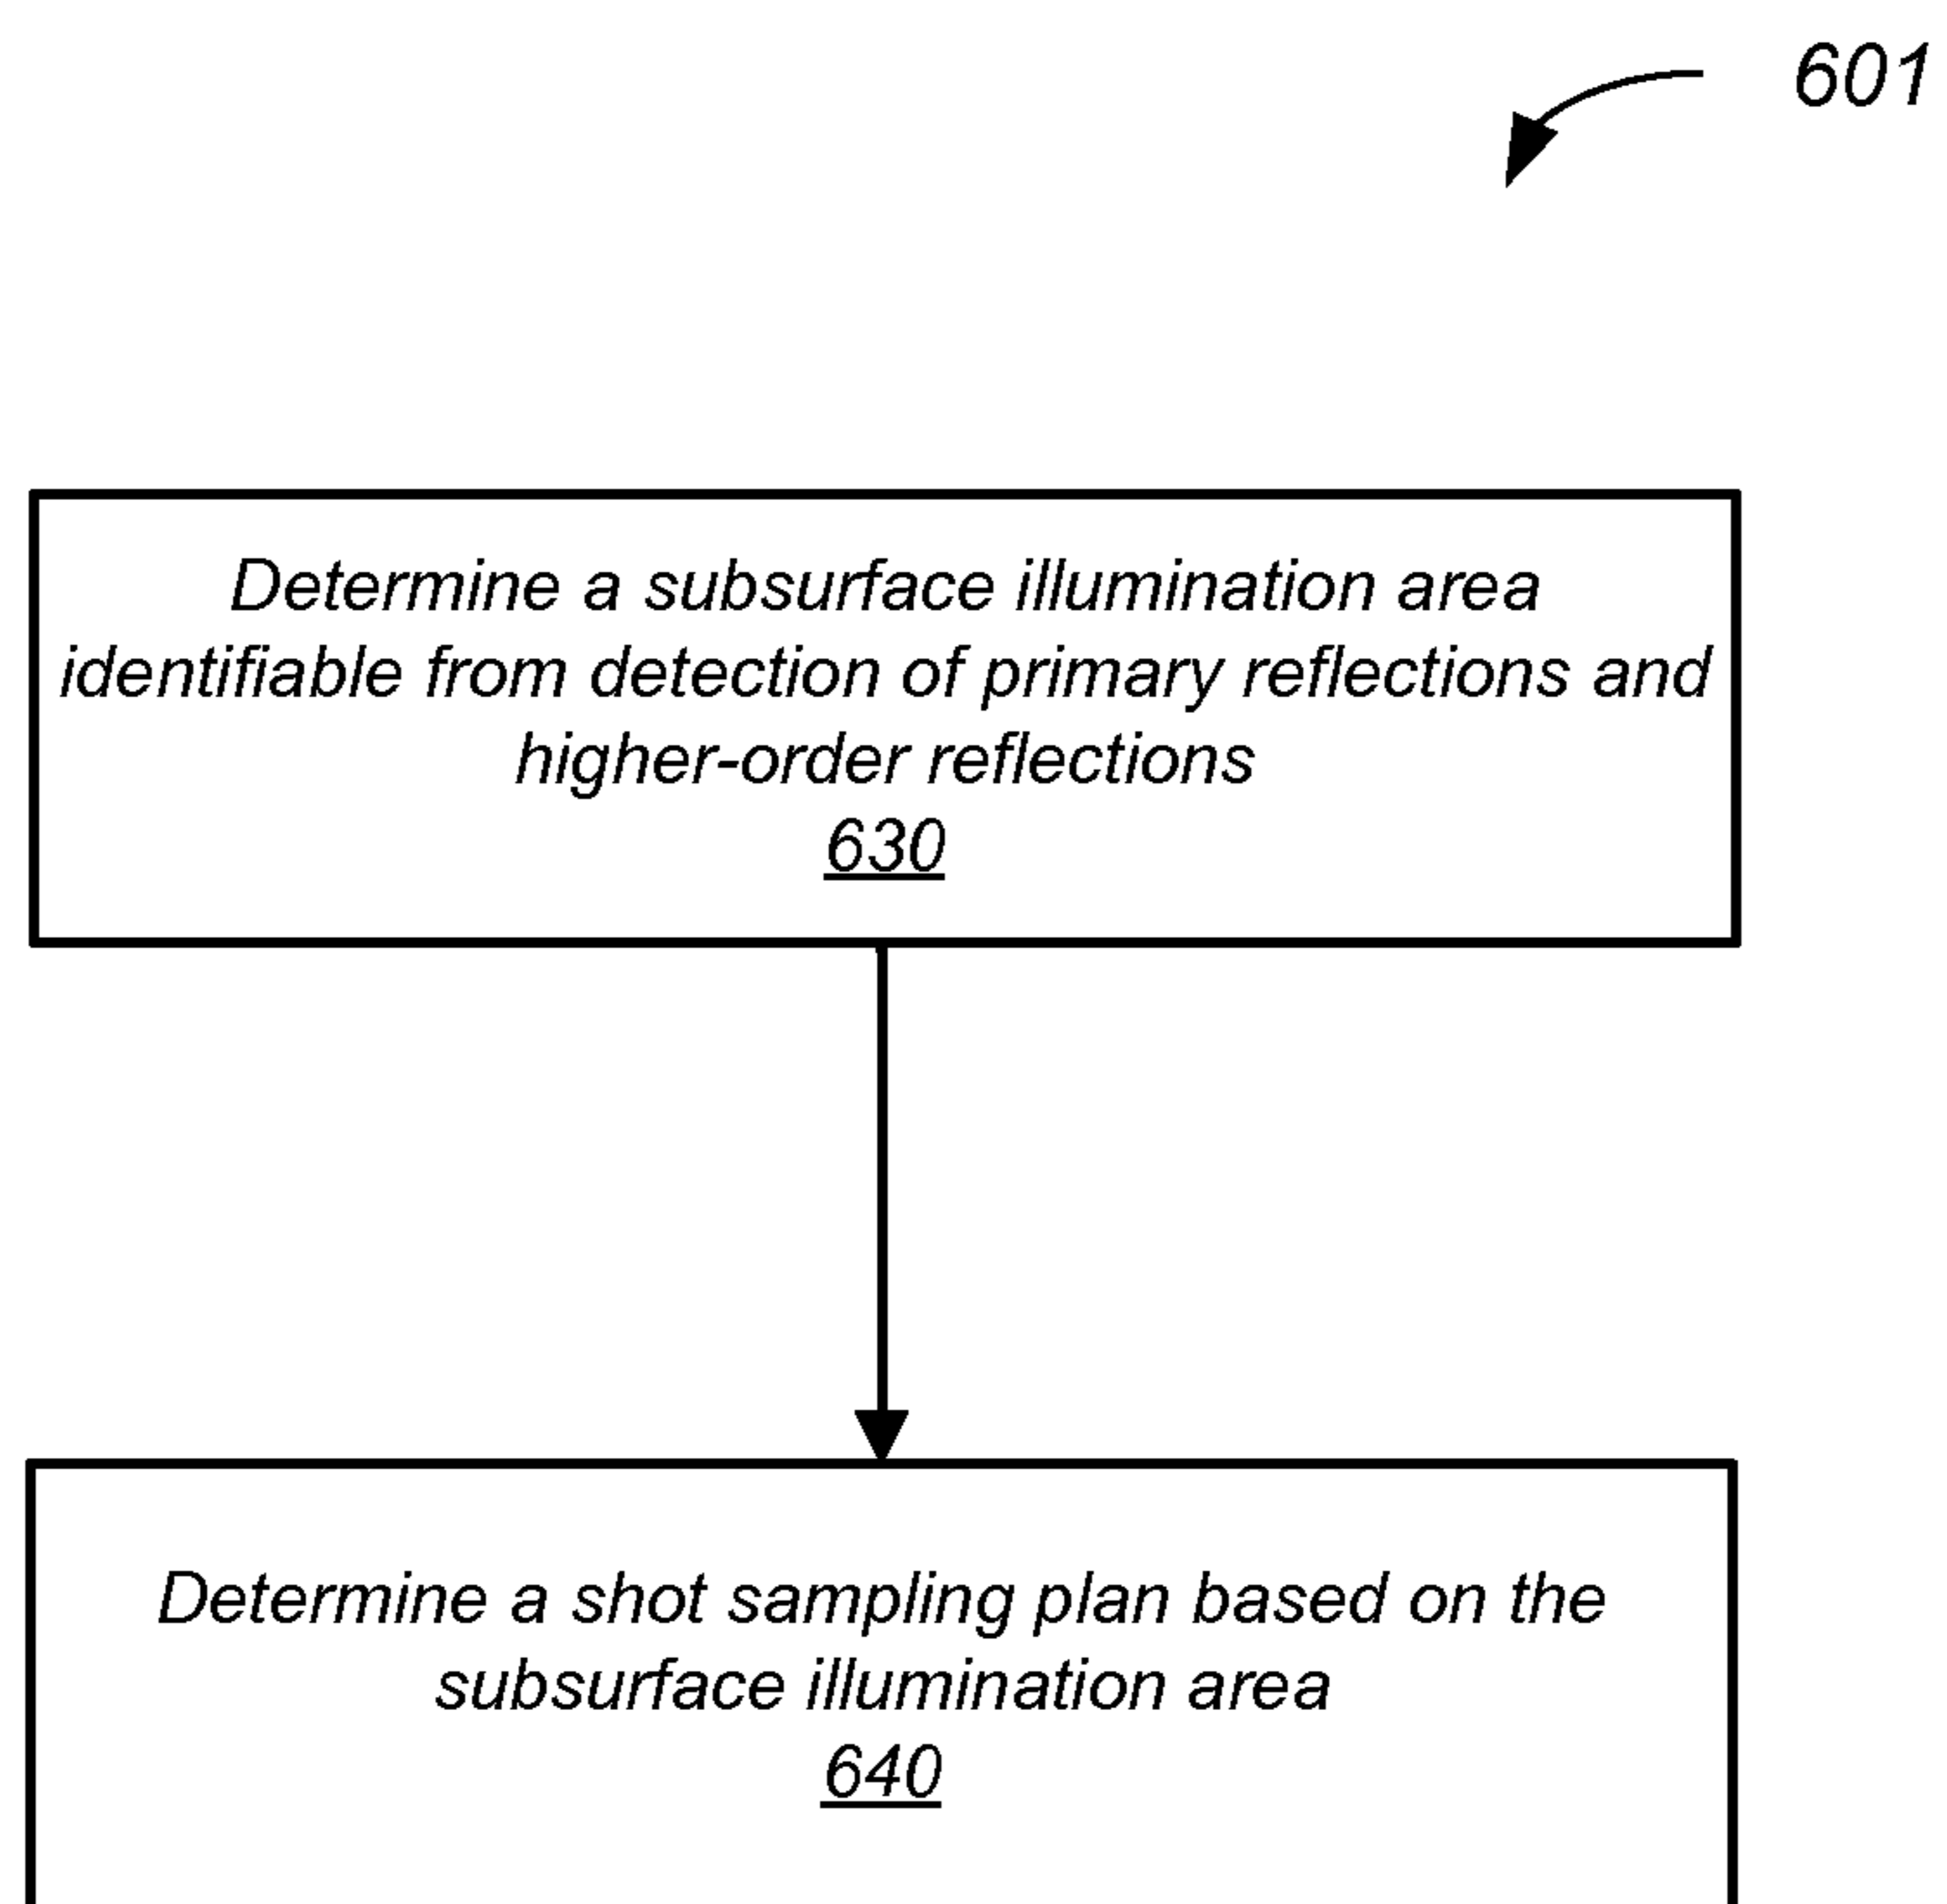 601
Determine a subsurface illumination area
identifiable from detection of primary reflections and
higher-order reflections
630
Determine a shot sampling plan based on the
subsurface illumination area
640